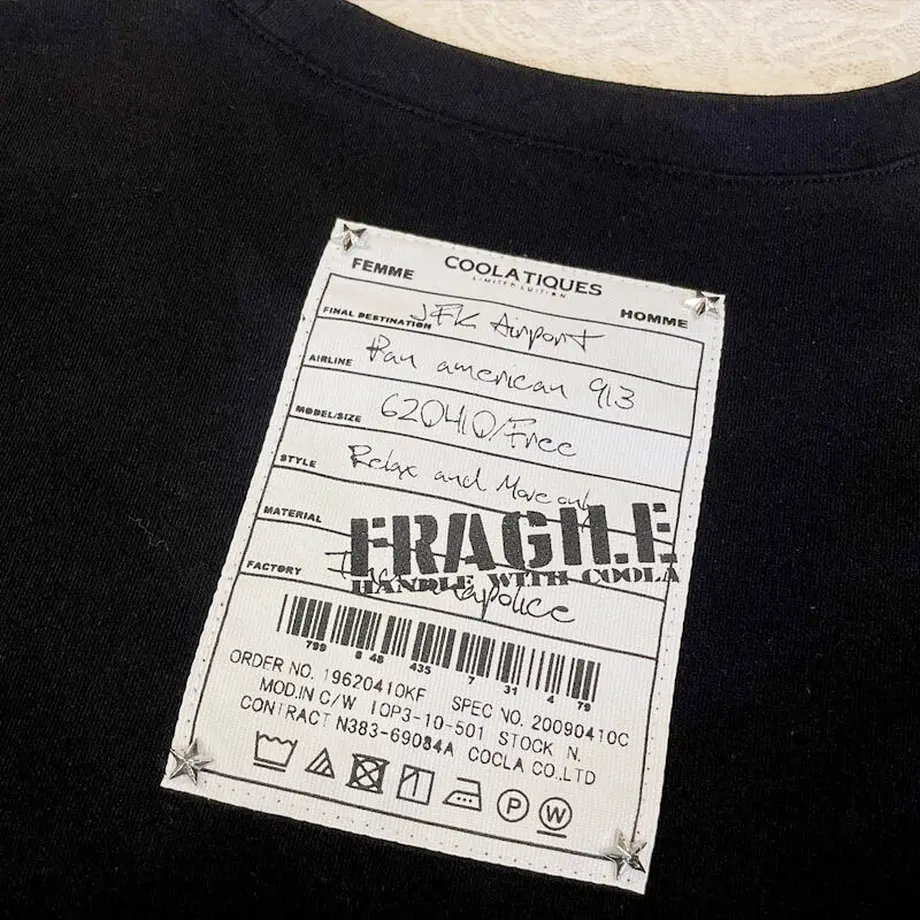 COOLATIQUES
LIMITED EDITION
FEMME
HOMME
FINAL DESTINATION JFK Airport
AIRLINE Pan american 913
MODEL/SIZE 620410/Free
STYLE Relax and Move only
MATERIAL
FRAGILE
HANDLE WITH COOLA
FACTORY
799 8 48 435 7 31 4 79
ORDER NO. 19620410KF SPEC NO. 20090410C
MOD.IN C/W 10P3-10-501 STOCK N.
CONTRACT N383-69084A COCLA CO.LTD
P W